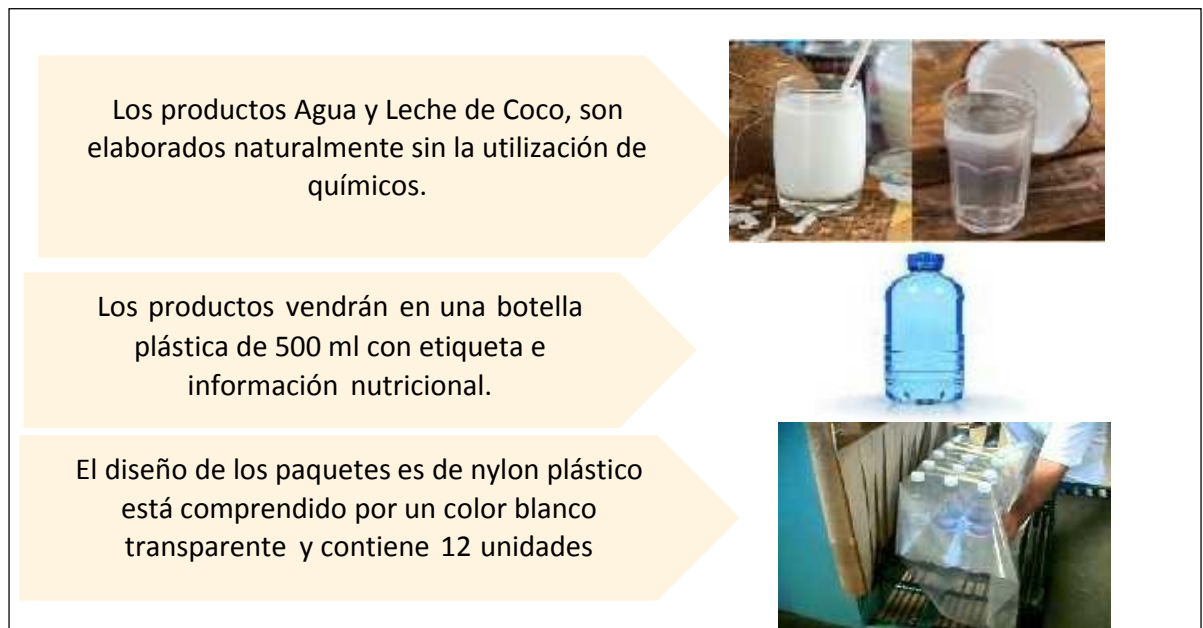 Los productos Agua y Leche de Coco, son
elaborados naturalmente sin la utilización de
químicos.
Los productos vendrán en una botella
plástica de 500 ml con etiqueta e
información nutricional.
El diseño de los paquetes es de nylon plástico
está comprendido por un color blanco
transparente y contiene 12 unidades